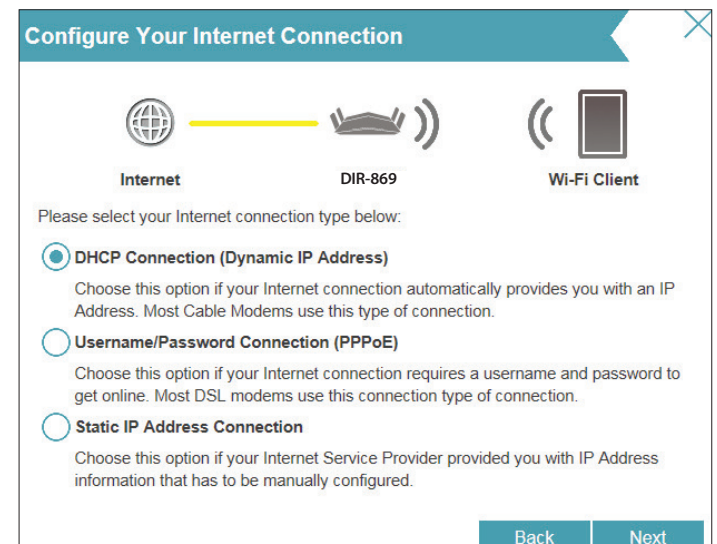 Configure Your Internet Connection
Internet
DIR-869
Wi-Fi Client
Please select your Internet connection type below:
DHCP Connection (Dynamic IP Address)
Choose this option if your Internet connection automatically provides you with an IP
Address. Most Cable Modems use this type of connection.
Username/Password Connection (PPPoE)
Choose this option if your Internet connection requires a username and password to
get online. Most DSL modems use this connection type of connection.
Static IP Address Connection
Choose this option if your Internet Service Provider provided you with IP Address
information that has to be manually configured.
Back
Next